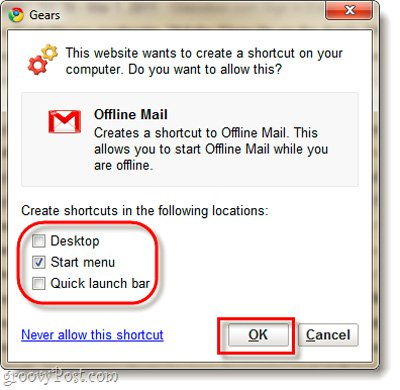 Gears
This website wants to create a shortcut on your
computer. Do you want to allow this?
Offline Mail
Creates a shortcut to Offline Mail. This
allows you to start Offline Mail while you
are offline.
Create shortcuts in the following locations:
Desktop
Start menu
Quick launch bar
Never allow this shortcut
OK
Cancel
groovyPost.com